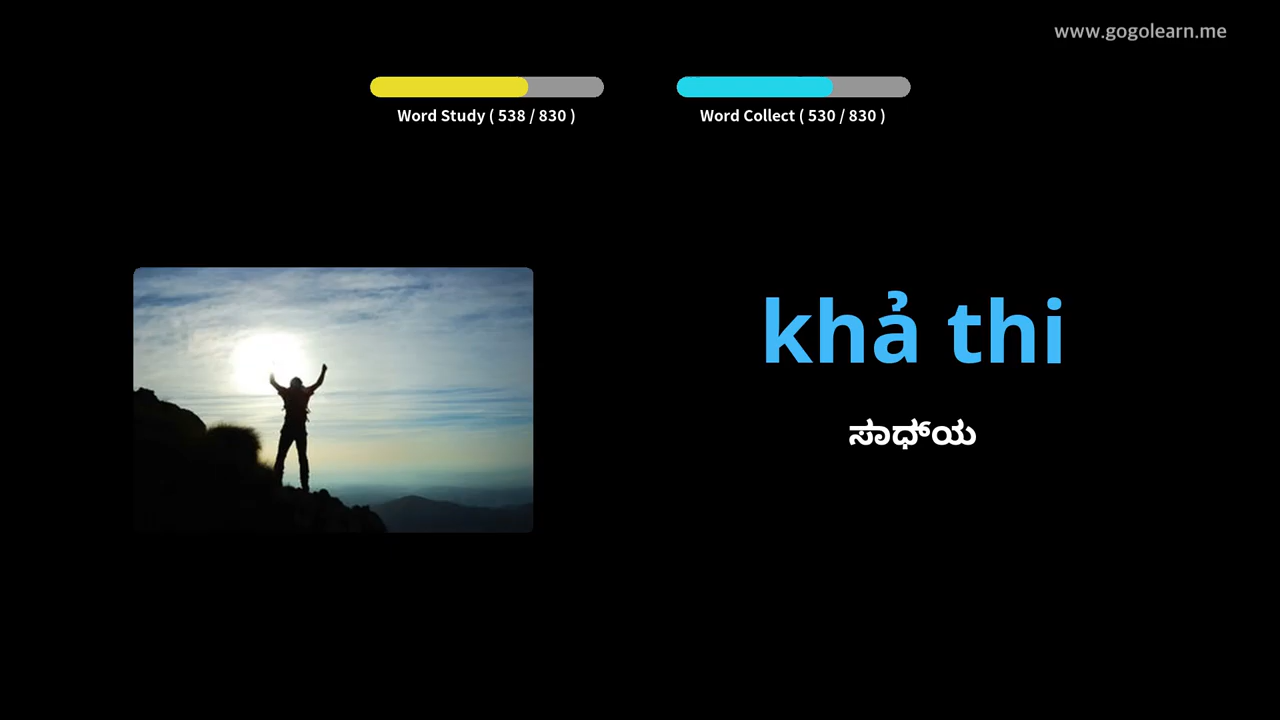 www.gogolearn.me
Word Study ( 538 / 830 )
Word Collect ( 530 / 830 )
khả thi
ಸಾಧ್ಯ